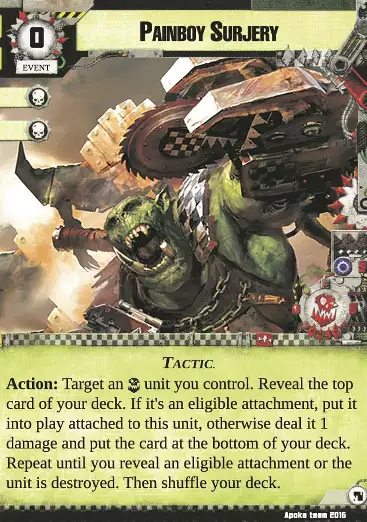 0
EVENT
PAINBOY SURJERY
TACTIC.
Action: Target an unit you control. Reveal the top
card of your deck. If it's an eligible attachment, put it
into play attached to this unit, otherwise deal it 1
damage and put the card at the bottom of your deck.
Repeat until you reveal an eligible attachment or the
unit is destroyed. Then shuffle your deck.
Apoka team 2016